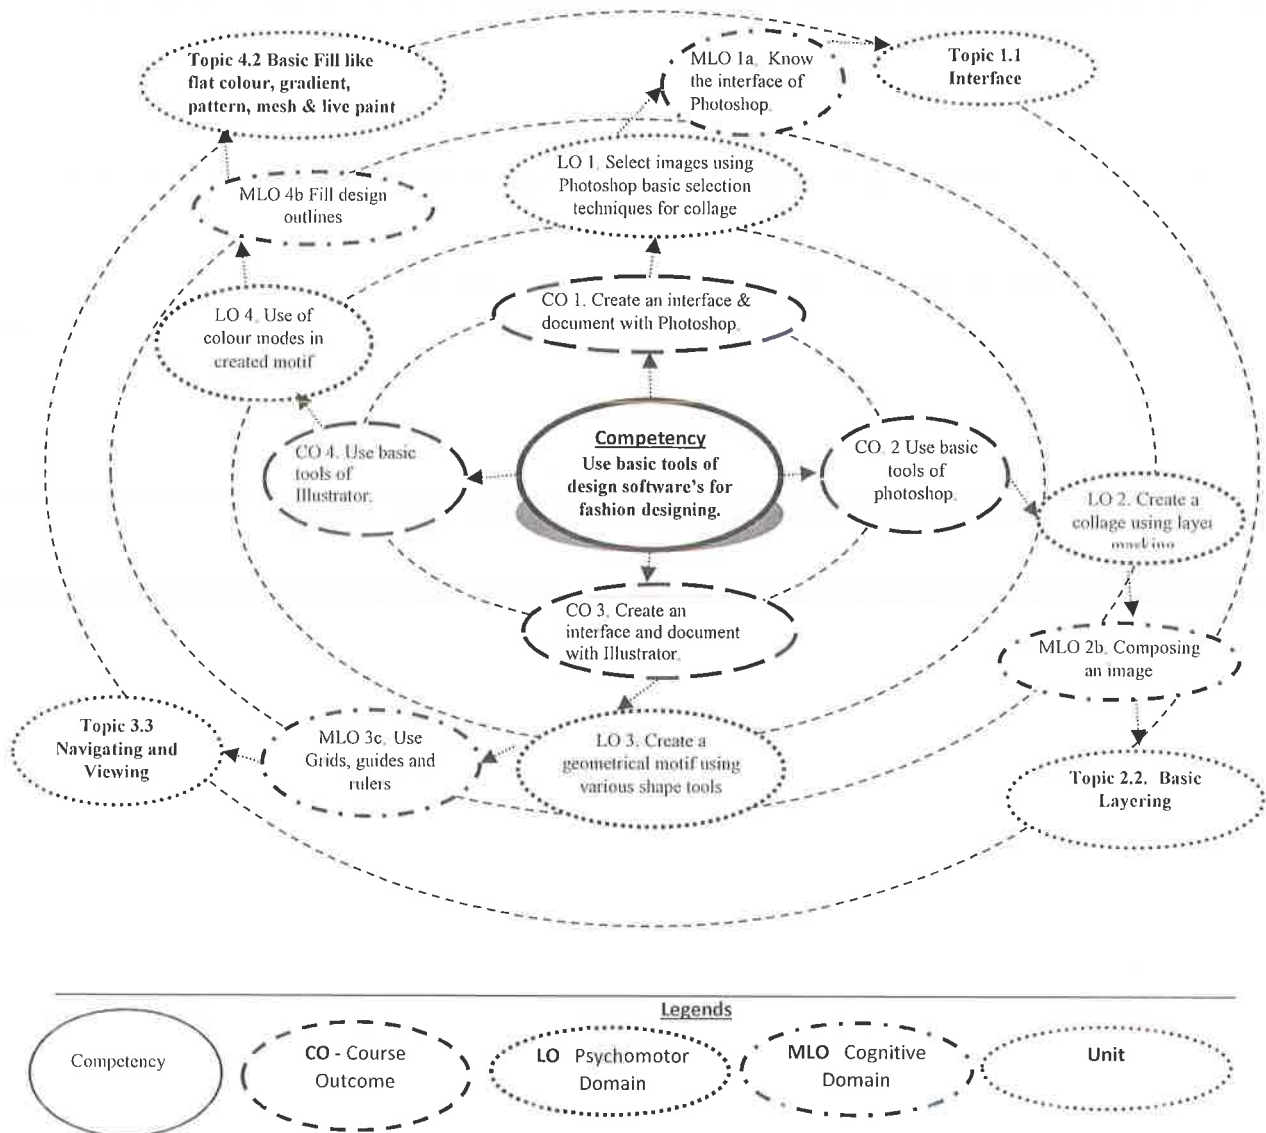 Topic 4.2 Basic Fill like
flat colour, gradient,
pattern, mesh & live paint
MLO 1a. Know
the interface of
Photoshop.
Topic 1.1
Interface
LO 1. Select images using
Photoshop basic selection
techniques for collage
MLO 4b Fill design
outlines
CO 1. Create an interface &
document with Photoshop.
LO 4. Use of
colour modes in
created motif
Competency
Use basic tools of
design software's for
fashion designing.
CO 4. Use basic
tools of
Illustrator.
CO. 2 Use basic
tools of
photoshop.
LO 2. Create a
collage using layer
CO 3. Create an
interface and document
with Illustrator.
MLO 2b. Composing
an image
Topic 3.3
Navigating and
Viewing
MLO 3c. Use
Grids, guides and
rulers
LO 3. Create a
geometrical motif using
various shape tools
Topic 2.2. Basic
Layering
Legends
Competency
CO - Course
Outcome
LO Psychomotor
Domain
MLO Cognitive
Domain
Unit